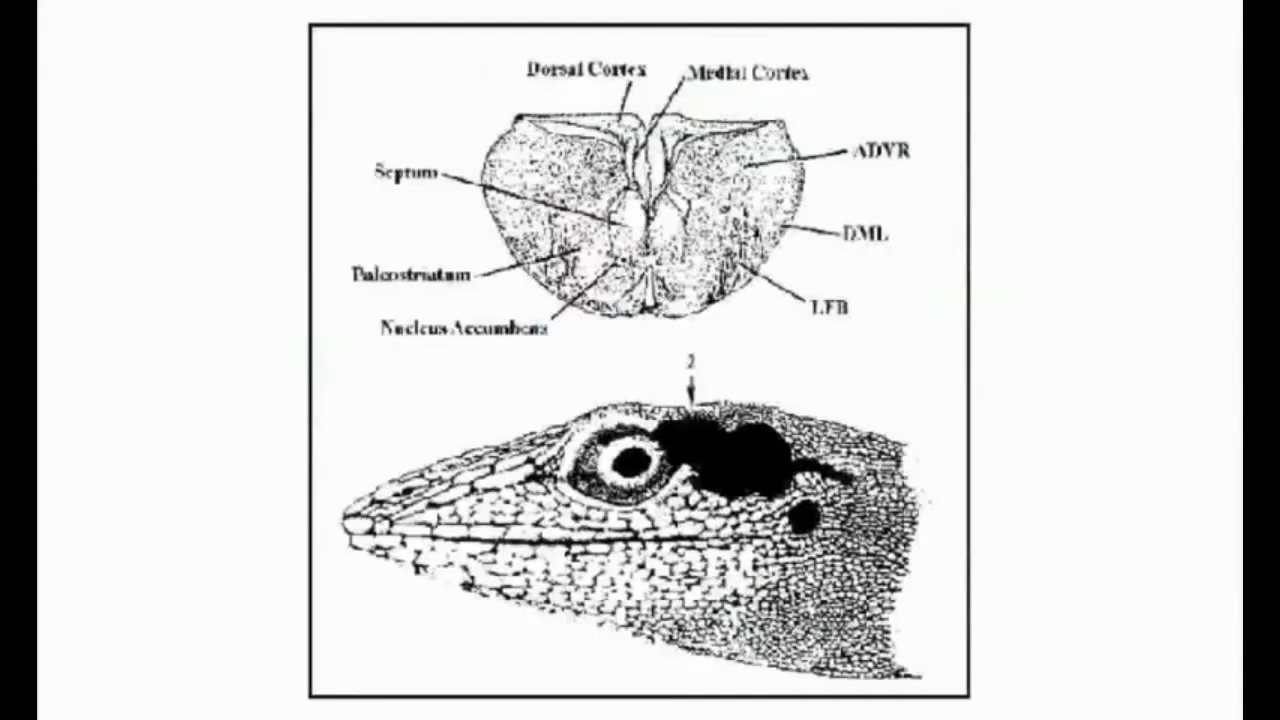 Dorsal Cortex
Medial Cortex
ADVR
Septum
DML
Paleostriatum
LFB
Nucleus Accumbens
2